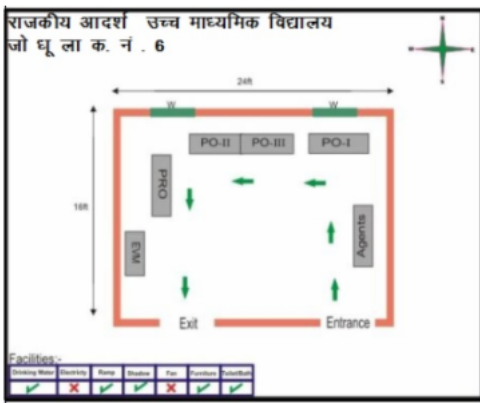 राजकीय आदर्श उच्च माध्यमिक विद्यालय
जो धू ला क. नं . 6
24ft
W W
PO-II PO-III PO-I
PRO
16ft
Agents
EVM
Exit Entrance
Facilities:-
Drinking Water Electricty Ramp Shadow Fan Furniture Toilet/Bath